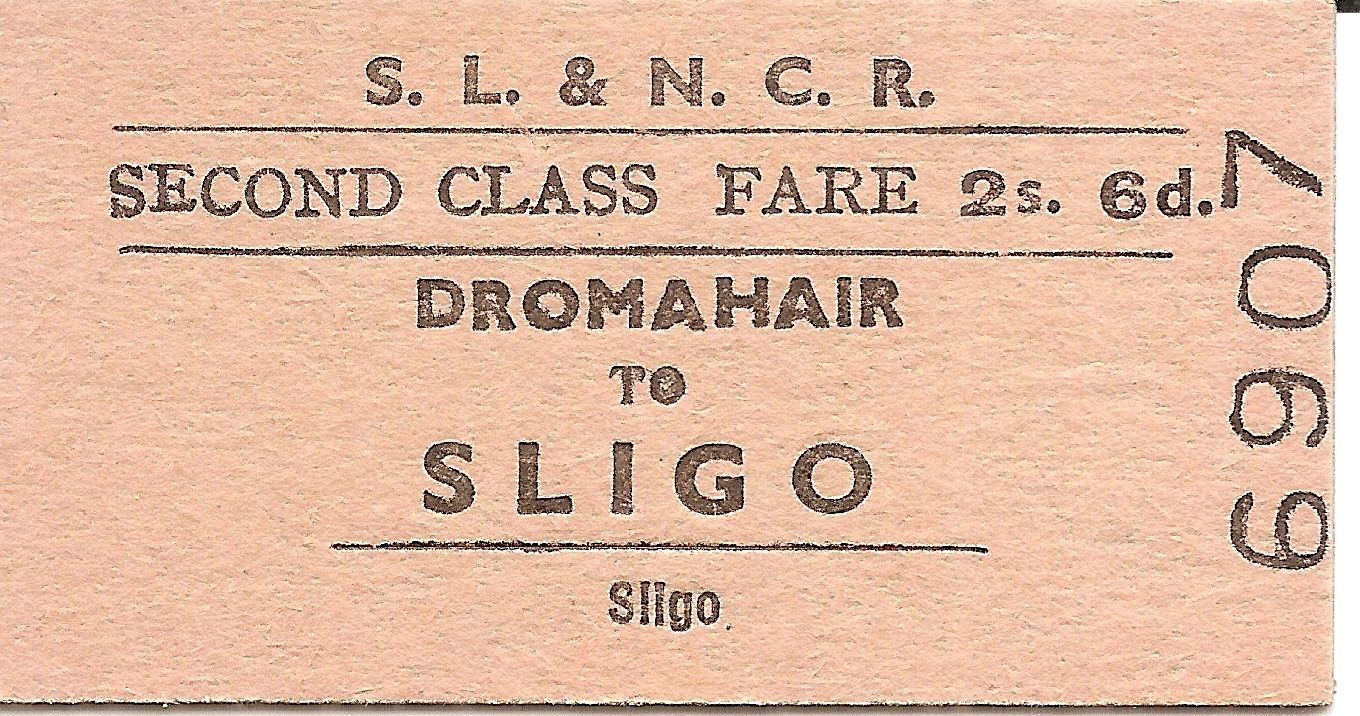 S. L. & N. C. R.
SECOND CLASS FARE 2s. 6d.
DROMAHAIR
TO
SLIGO
Sligo
6907